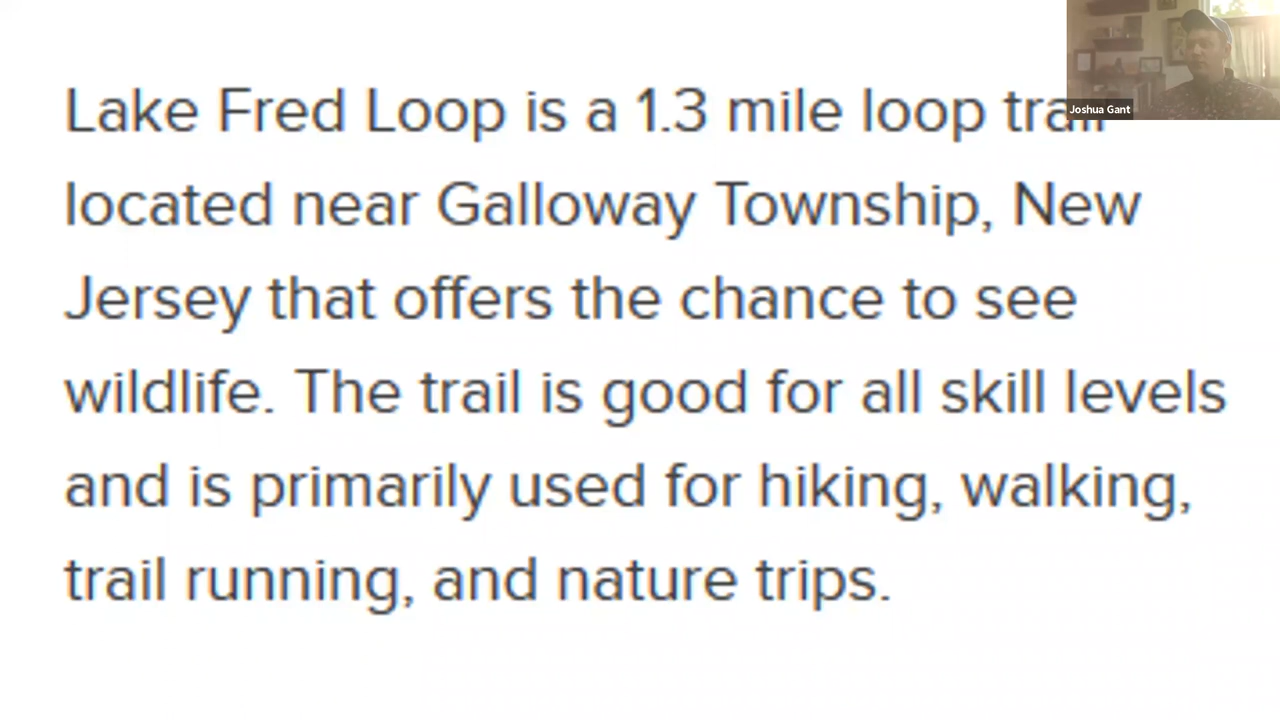 Lake Fred Loop is a 1.3 mile loop trail
Joshua Gant
located near Galloway Township, New
Jersey that offers the chance to see
wildlife. The trail is good for all skill levels
and is primarily used for hiking, walking,
trail running, and nature trips.